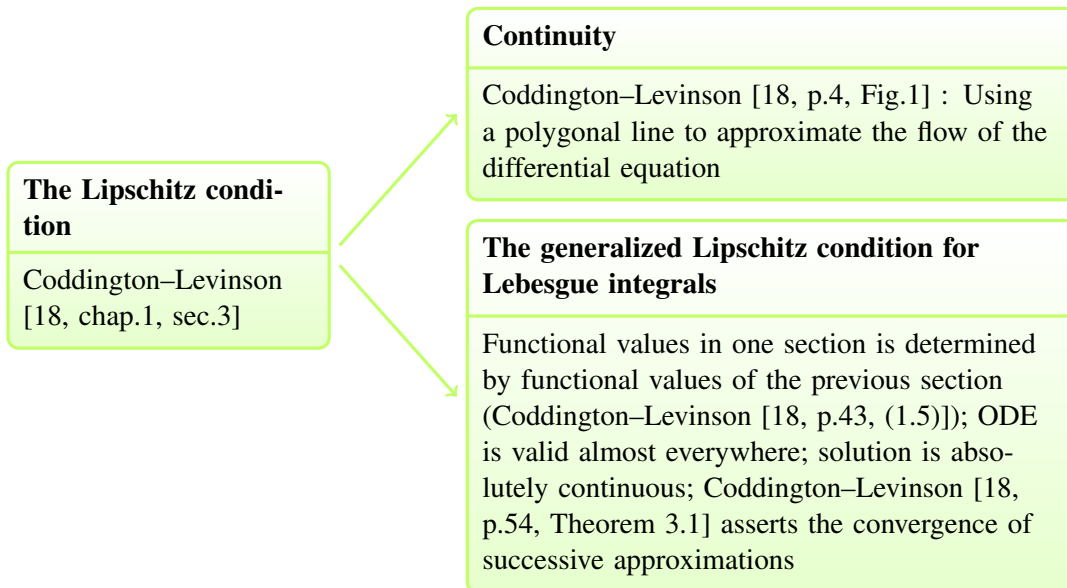 The Lipschitz condi-
tion
Coddington–Levinson
[18, chap.1, sec.3]
Continuity
Coddington–Levinson [18, p.4, Fig.1] : Using
a polygonal line to approximate the flow of the
differential equation
The generalized Lipschitz condition for
Lebesgue integrals
Functional values in one section is determined
by functional values of the previous section
(Coddington–Levinson [18, p.43, (1.5)]); ODE
is valid almost everywhere; solution is abso-
lutely continuous; Coddington–Levinson [18,
p.54, Theorem 3.1] asserts the convergence of
successive approximations